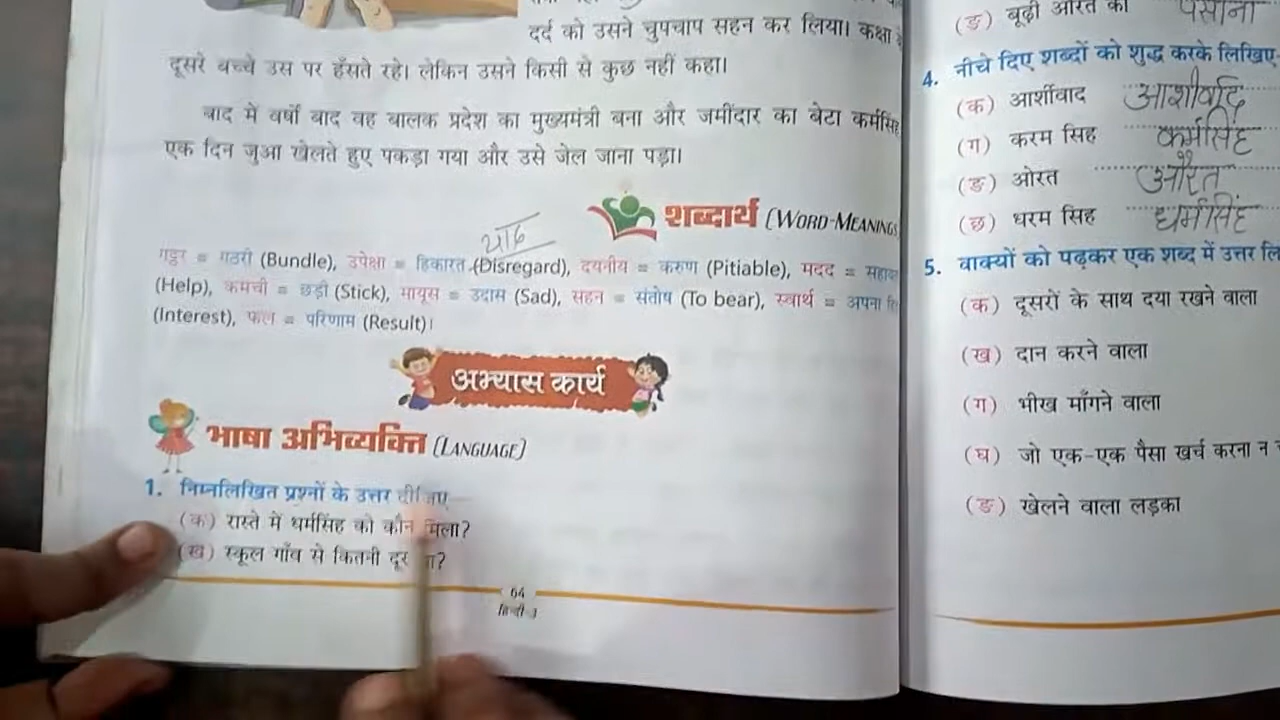 दर्द को उसने चुपचाप सहन कर लिया। कक्षा
दूसरे बच्चे उस पर हँसते रहे। लेकिन उसने किसी से कुछ नहीं कहा।
बाद में वर्षों बाद वह बालक प्रदेश का मुख्यमंत्री बना और जमींदार का बेटा कर्मसिंह
एक दिन जुआ खेलते हुए पकड़ा गया और उसे जेल जाना पड़ा।
शब्दार्थ (WORD-MEANINGS
याद
गट्ठर = गठरी (Bundle), उपेक्षा = हिकारत (Disregard), दयनीय = करुण (Pitiable), मदद =
(Help), कमची = छड़ी (Stick), मायूस = उदास (Sad), सहन = संतोष (To bear), स्वार्थ = अपना
(Interest), फल = परिणाम (Result)।
अभ्यास कार्य
भाषा अभिव्यक्ति (LANGUAGE)
1. निम्नलिखित प्रश्नों के उत्तर दीजिए—
(क) रास्ते में धर्मसिंह को कौन मिला?
(ख) स्कूल गाँव से कितनी दूर था?
64
हिन्दी-3
(ङ) बूढ़ी औरत का पसीना
4. नीचे दिए शब्दों को शुद्ध करके लिखिए
(क) आर्शीवाद आशीर्वाद
(ग) करम सिह कर्मसिंह
(ङ) ओरत औरत
(छ) धरम सिह धर्मसिंह
5. वाक्यों को पढ़कर एक शब्द में उत्तर
(क) दूसरों के साथ दया रखने वाला
(ख) दान करने वाला
(ग) भीख माँगने वाला
(घ) जो एक-एक पैसा खर्च करना न
(ङ) खेलने वाला लड़का